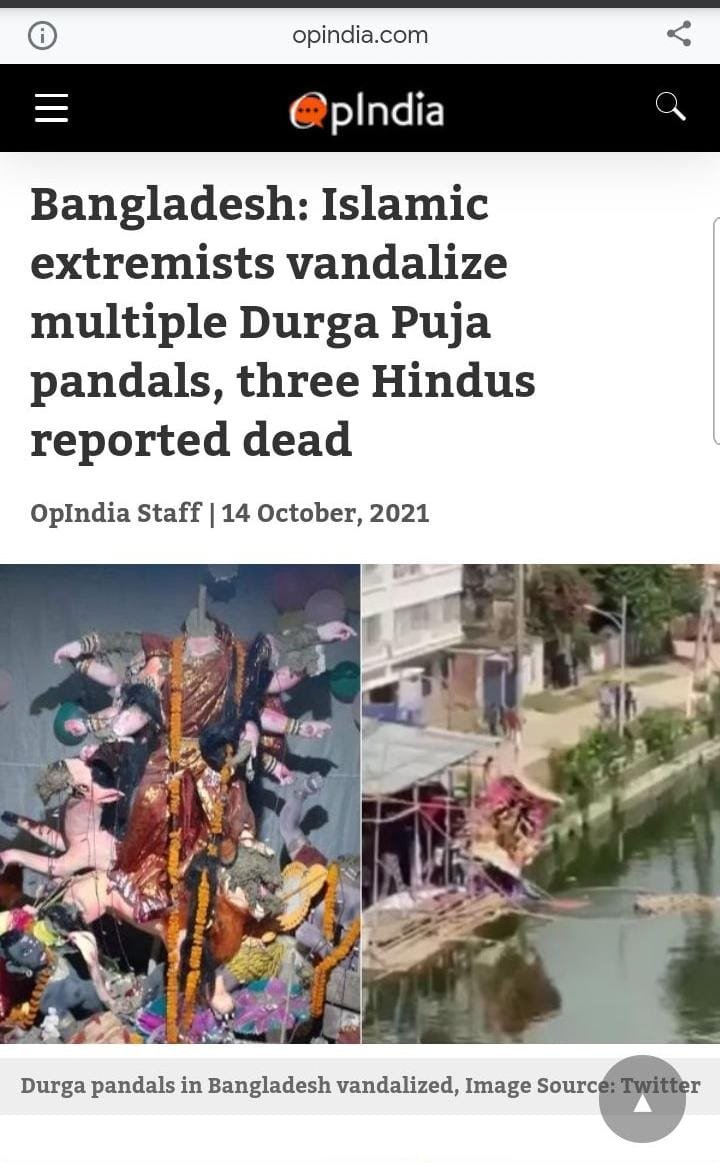 opindia.com
OpIndia
Bangladesh: Islamic
extremists vandalize
multiple Durga Puja
pandals, three Hindus
reported dead
OpIndia Staff | 14 October, 2021
Durga pandals in Bangladesh vandalized, Image Source: Twitter